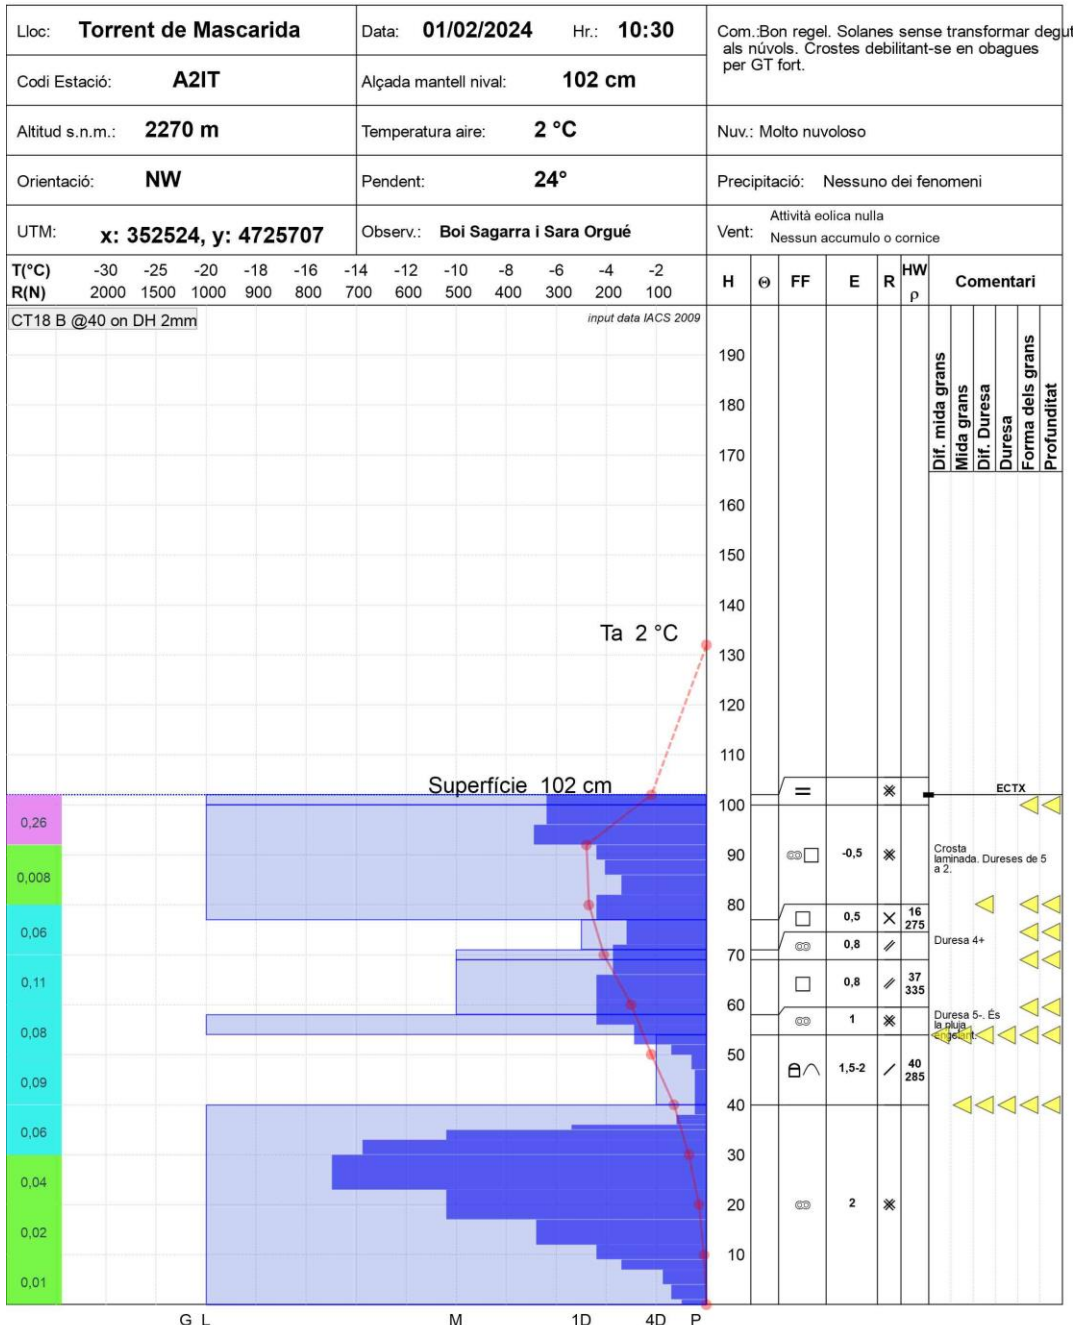 Lloc: Torrent de Mascarida Data: 01/02/2024 Hr.: 10:30
Com.:Bon regel. Solanes sense transformar degut
als núvols. Crostes debilitant-se en obagues
per GT fort.
Codi Estació: A2IT Alçada mantell nival: 102 cm
Altitud s.n.m.: 2270 m Temperatura aire: 2 °C Nuv.: Molto nuvoloso
Orientació: NW Pendent: 24° Precipitació: Nessuno dei fenomeni
UTM: x: 352524, y: 4725707 Observ.: Boi Sagarra i Sara Orgué Vent: Attività eolica nulla
Nessun accumulo o cornice
T(°C) -30 -25 -20 -18 -16 -14 -12 -10 -8 -6 -4 -2
R(N) 2000 1500 1000 900 800 700 600 500 400 300 200 100
H Θ FF E R HW ρ Comentari
CT18 B @40 on DH 2mm
input data IACS 2009
Dif. mida grans
Mida grans
Dif. Duresa
Duresa
Forma dels grans
Profunditat
190
180
170
160
150
140
Ta 2 °C
130
120
110
Superfície 102 cm
ECTX
100
0,26
90
-0,5
Crosta
laminada. Dureses de 5
a 2.
0,008
80
0,5 16
275
0,06
0,8
Duresa 4+
70
0,11
0,8 37
335
60
1
Duresa 5-. És
la pluja
engelant.
0,08
50
1,5-2 40
285
0,09
40
0,06
30
0,04
20
2
0,02
10
0,01
G L M 1D 4D P